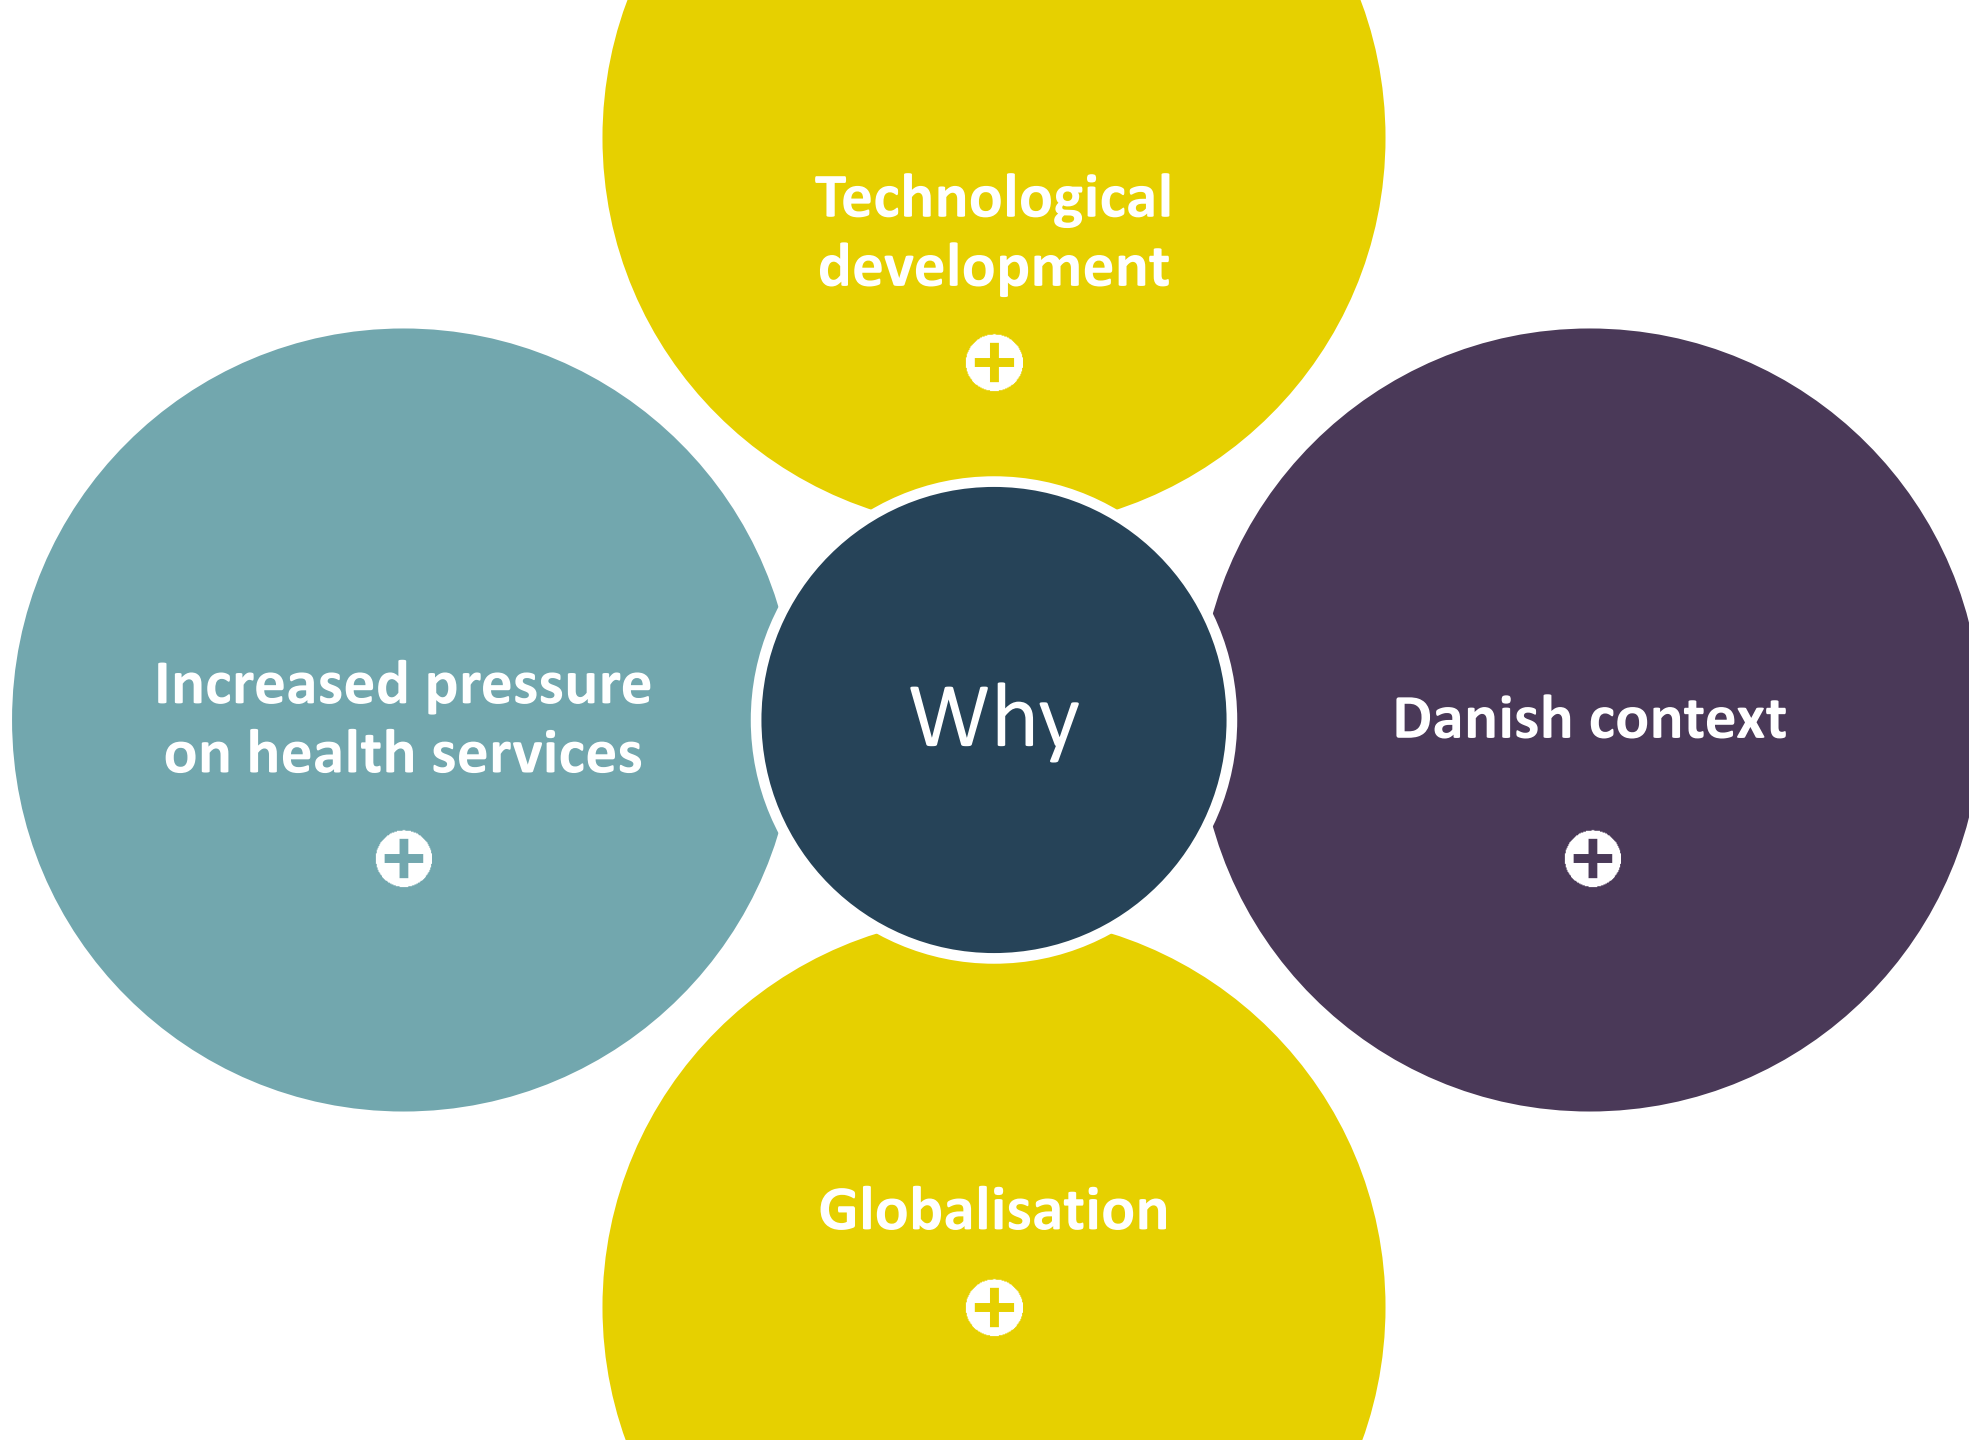 Technological
development
Increased pressure
on health services
Why
Danish context
Globalisation